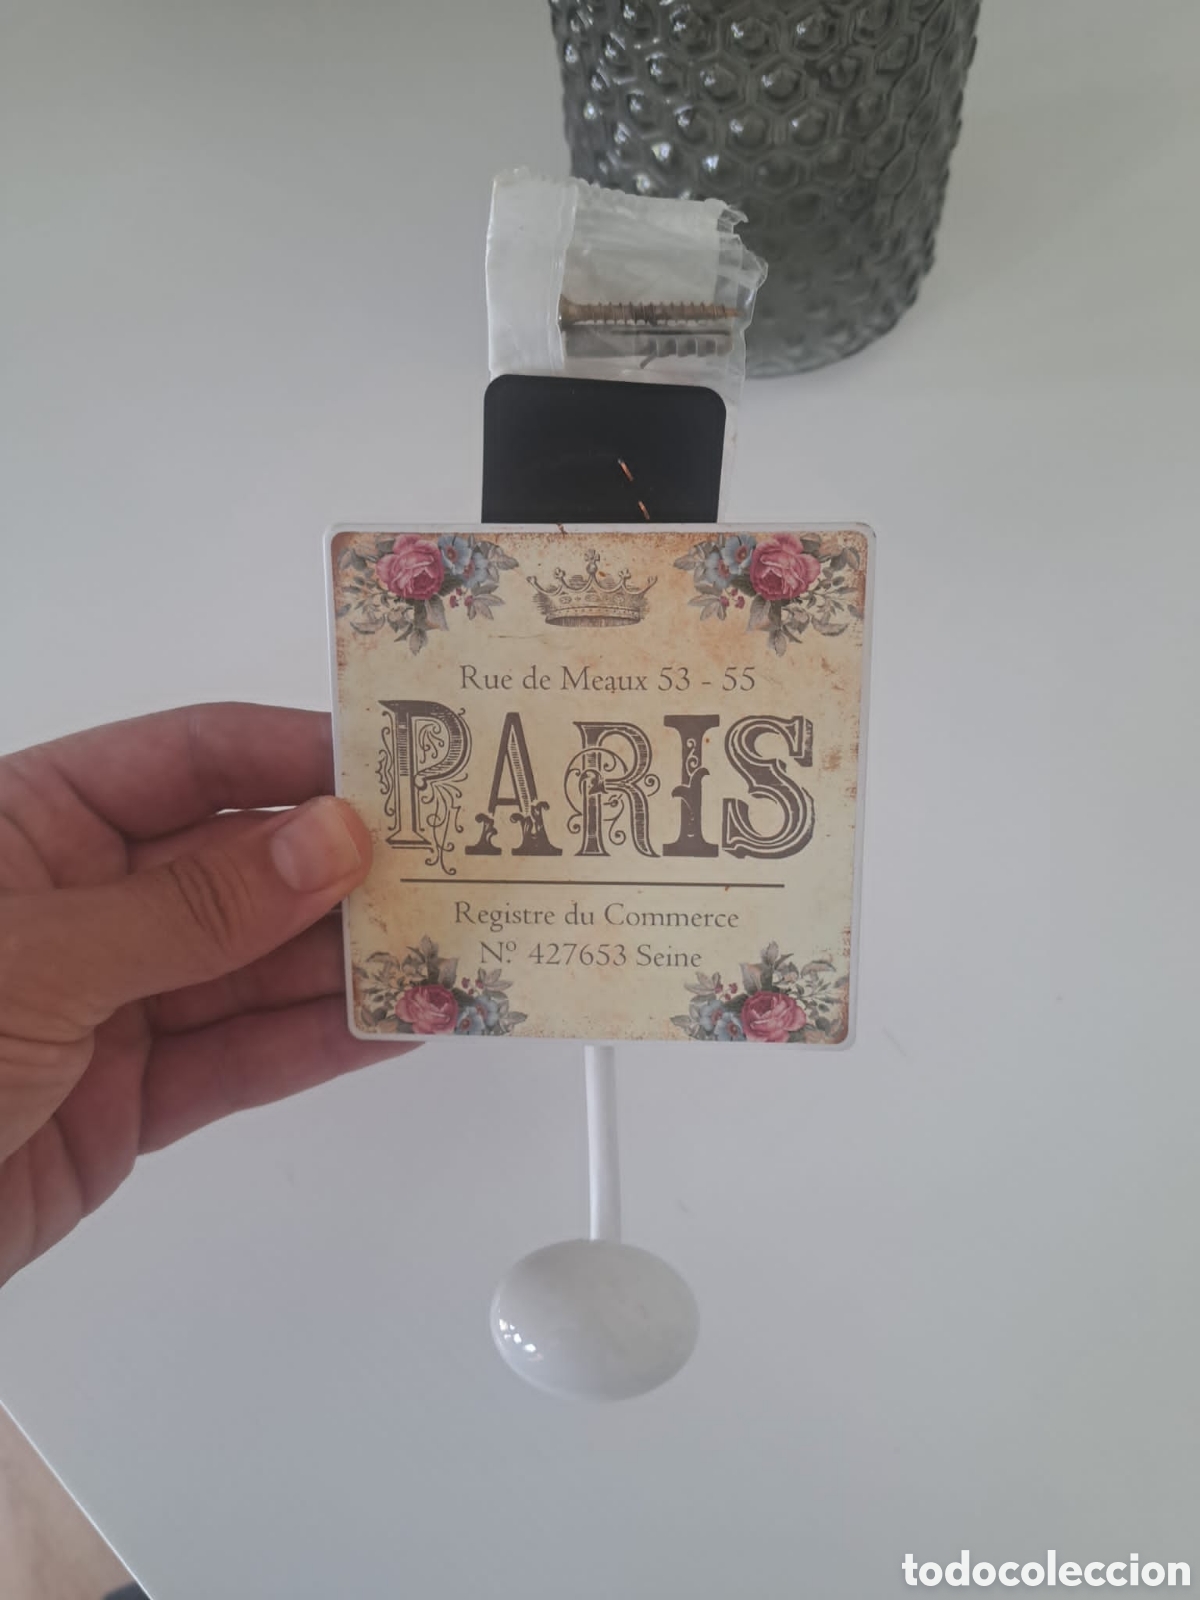 Rue de Meaux 53 - 55
PARIS
Registre du Commerce
Nº. 427653 Seine
todocoleccion